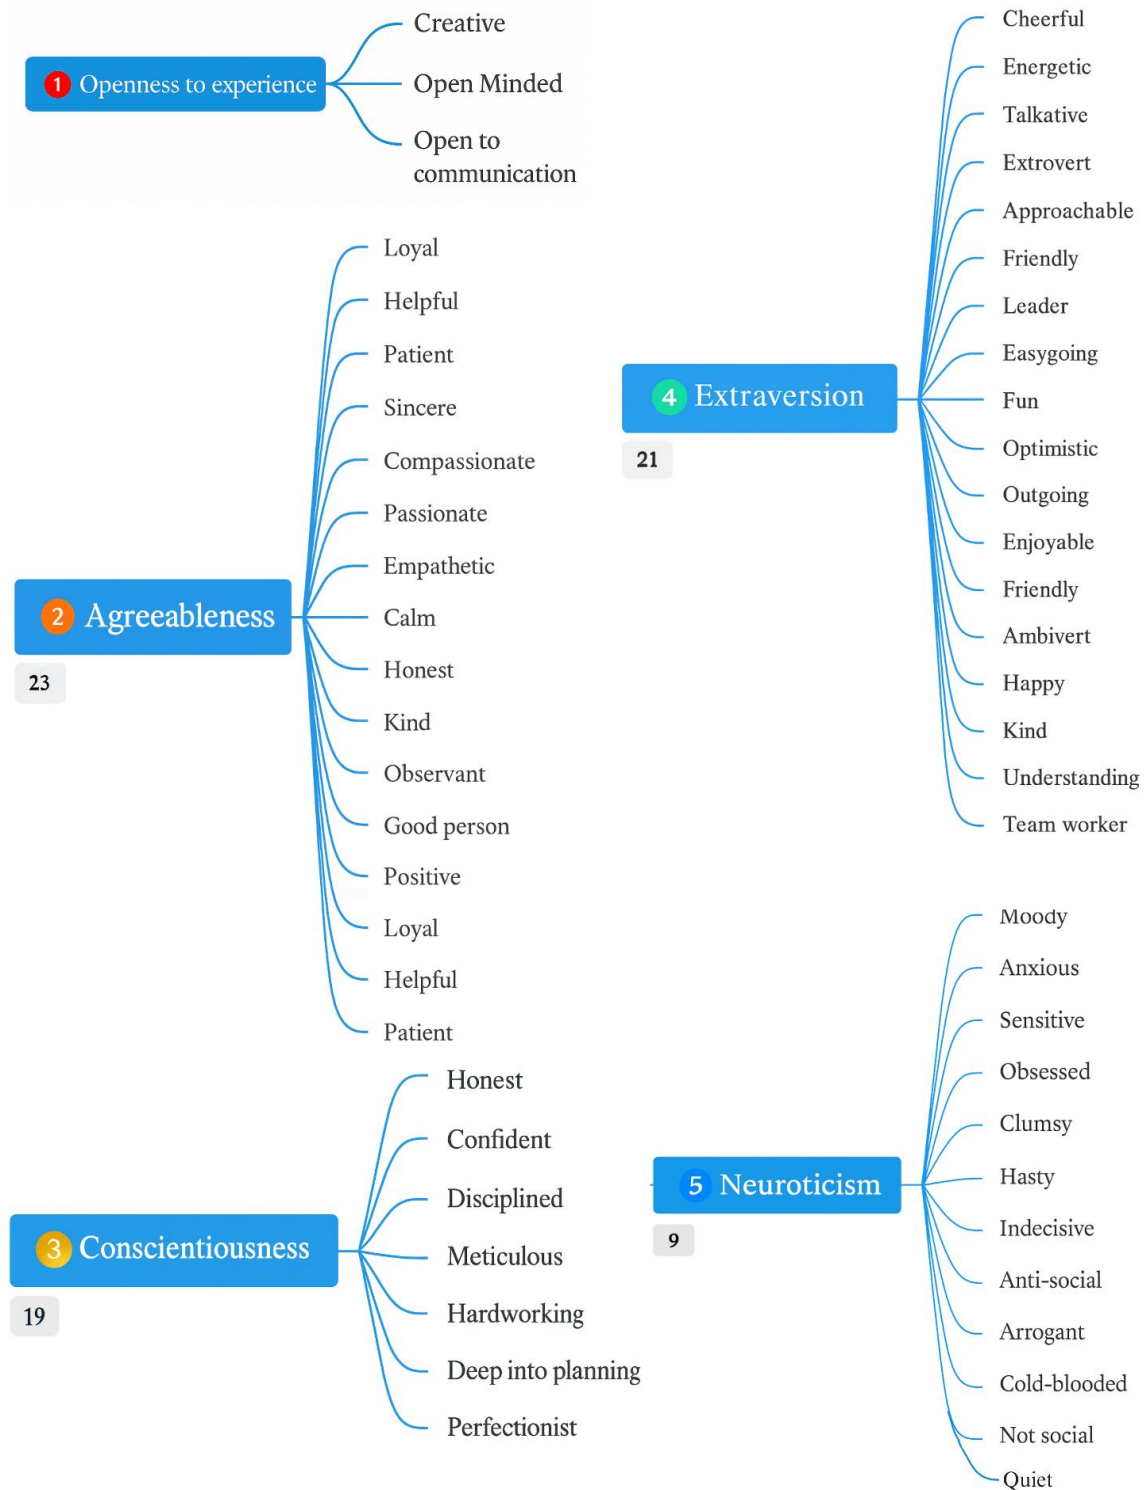 1 Openness to experience
Creative
Open Minded
Open to
communication
2 Agreeableness
23
Loyal
Helpful
Patient
Sincere
Compassionate
Passionate
Empathetic
Calm
Honest
Kind
Observant
Good person
Positive
Loyal
Helpful
Patient
3 Conscientiousness
19
Honest
Confident
Disciplined
Meticulous
Hardworking
Deep into planning
Perfectionist
4 Extraversion
21
Cheerful
Energetic
Talkative
Extrovert
Approachable
Friendly
Leader
Easygoing
Fun
Optimistic
Outgoing
Enjoyable
Friendly
Ambivert
Happy
Kind
Understanding
Team worker
5 Neuroticism
9
Moody
Anxious
Sensitive
Obsessed
Clumsy
Hasty
Indecisive
Anti-social
Arrogant
Cold-blooded
Not social
Quiet